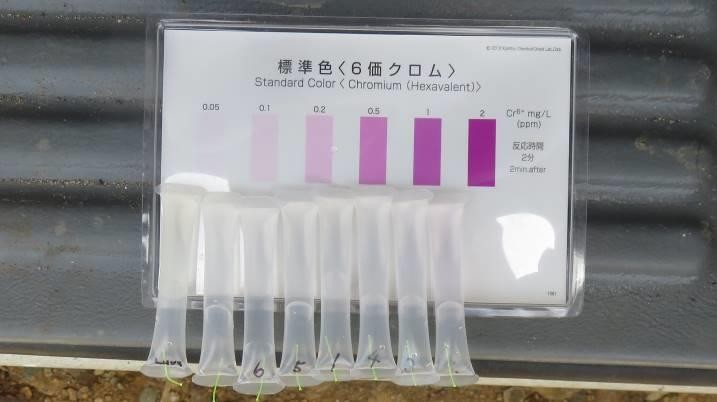 標準色〈6価クロム〉
Standard Color〈 Chromium (Hexavalent)〉
0.05 0.1 0.2 0.5 1 2 Cr⁶⁺ mg/L
(ppm)
反応時間
2分
2min.after
6 5 1 4